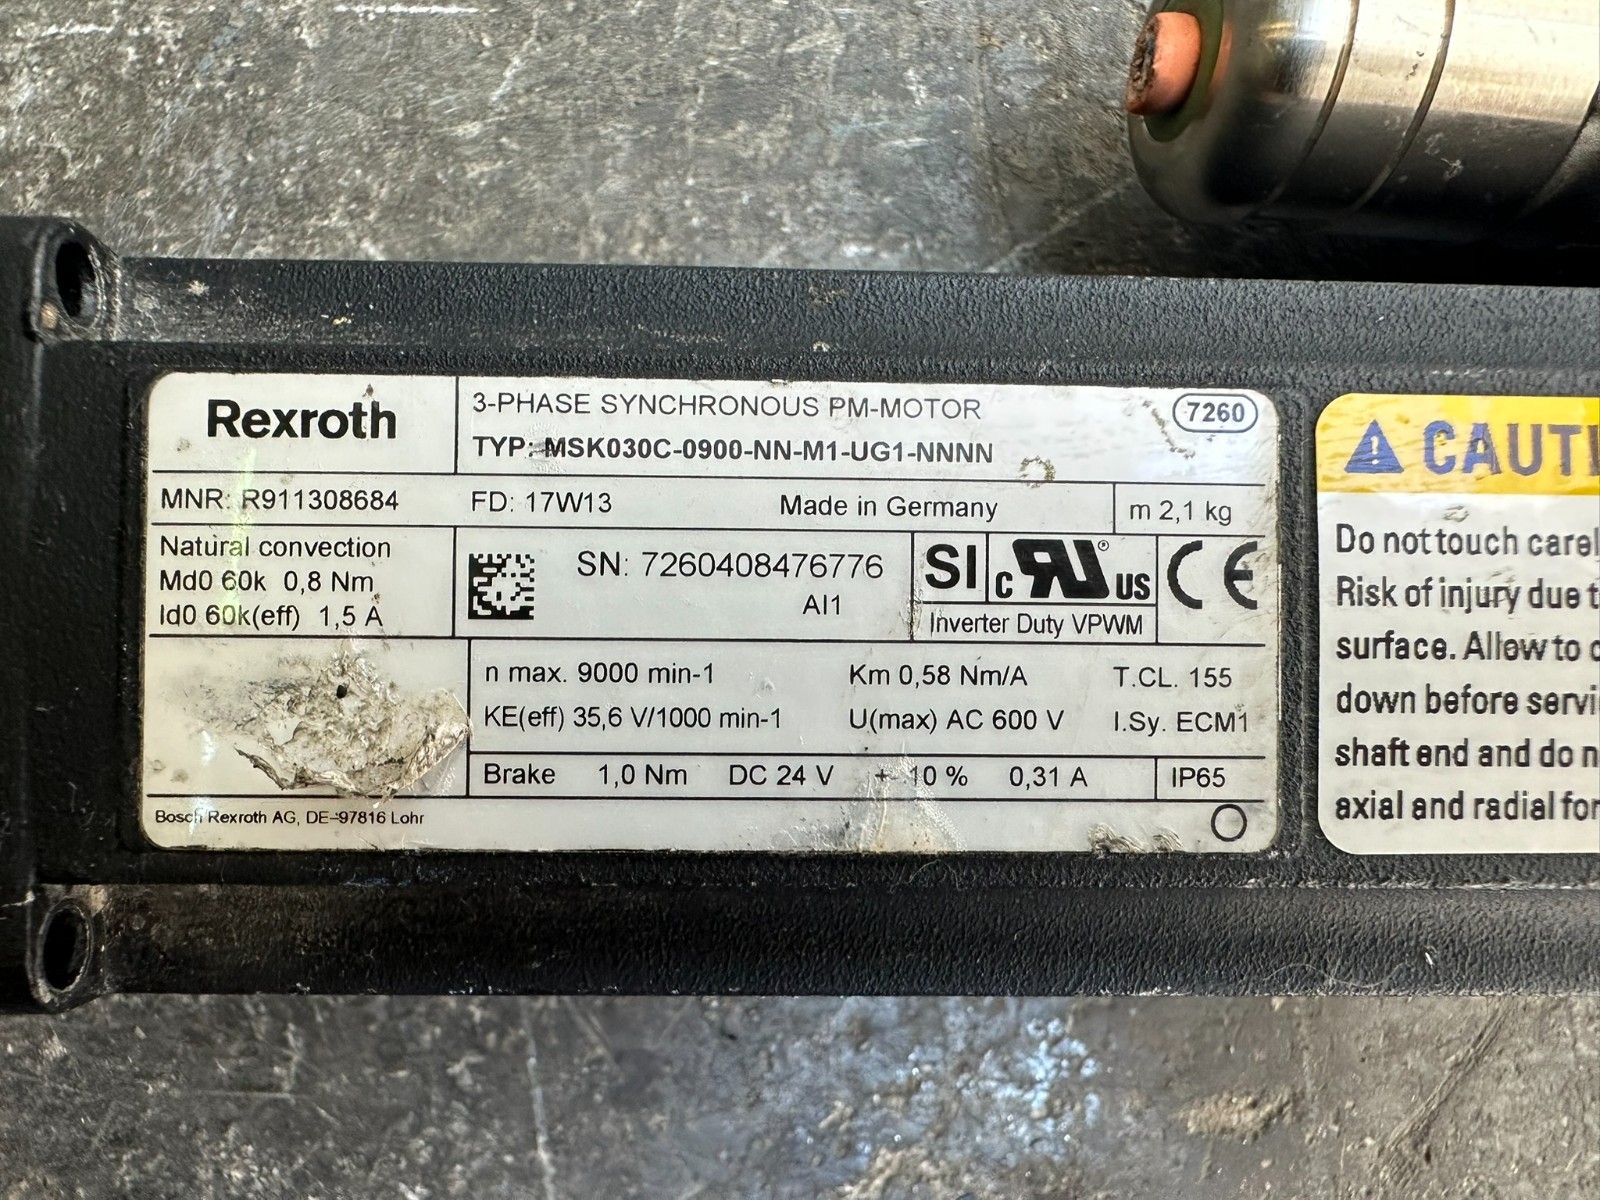 Rexroth
3-PHASE SYNCHRONOUS PM-MOTOR
7260
TYP: MSK030C-0900-NN-M1-UG1-NNNN
MNR: R911308684 FD: 17W13 Made in Germany m 2,1 kg
Natural convection
Md0 60k 0,8 Nm
Id0 60k(eff) 1,5 A
SN: 7260408476776
AI1
SI c RU ® US CE
Inverter Duty VPWM
n max. 9000 min-1 Km 0,58 Nm/A T.CL. 155
KE(eff) 35,6 V/1000 min-1 U(max) AC 600 V I.Sy. ECM1
Brake 1,0 Nm DC 24 V +- 10 % 0,31 A IP65
Bosch Rexroth AG, DE-97816 Lohr
CAUTI
Do not touch carel
Risk of injury due t
surface. Allow to c
down before servi
shaft end and do n
axial and radial for